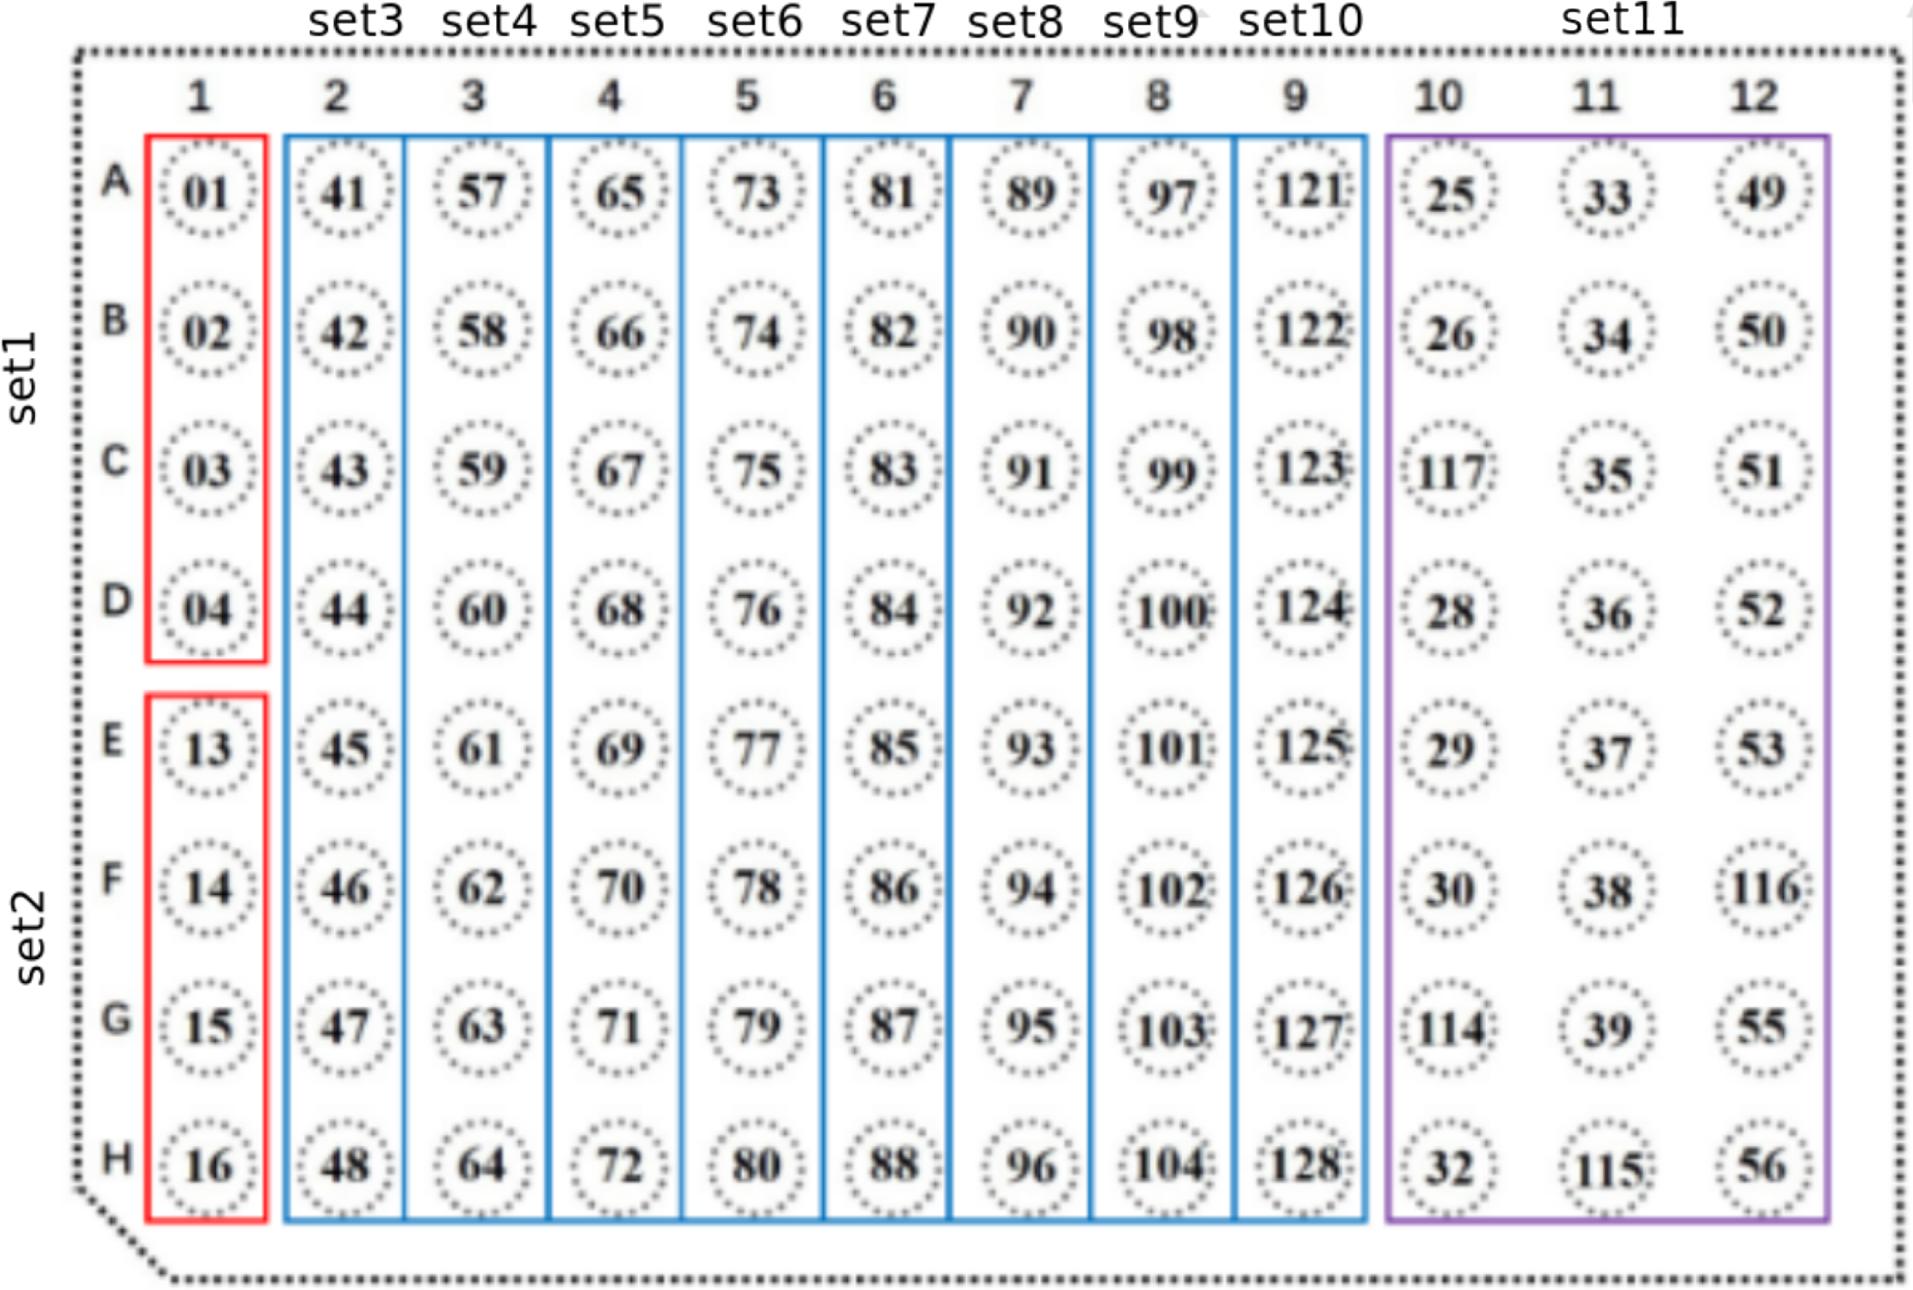 set3 set4 set5 set6 set7 set8 set9 set10 set11
1 2 3 4 5 6 7 8 9 10 11 12
A 01 41 57 65 73 81 89 97 121 25 33 49
B 02 42 58 66 74 82 90 98 122 26 34 50
C 03 43 59 67 75 83 91 99 123 117 35 51
D 04 44 60 68 76 84 92 100 124 28 36 52
E 13 45 61 69 77 85 93 101 125 29 37 53
F 14 46 62 70 78 86 94 102 126 30 38 116
G 15 47 63 71 79 87 95 103 127 114 39 55
H 16 48 64 72 80 88 96 104 128 32 115 56
set1
set2